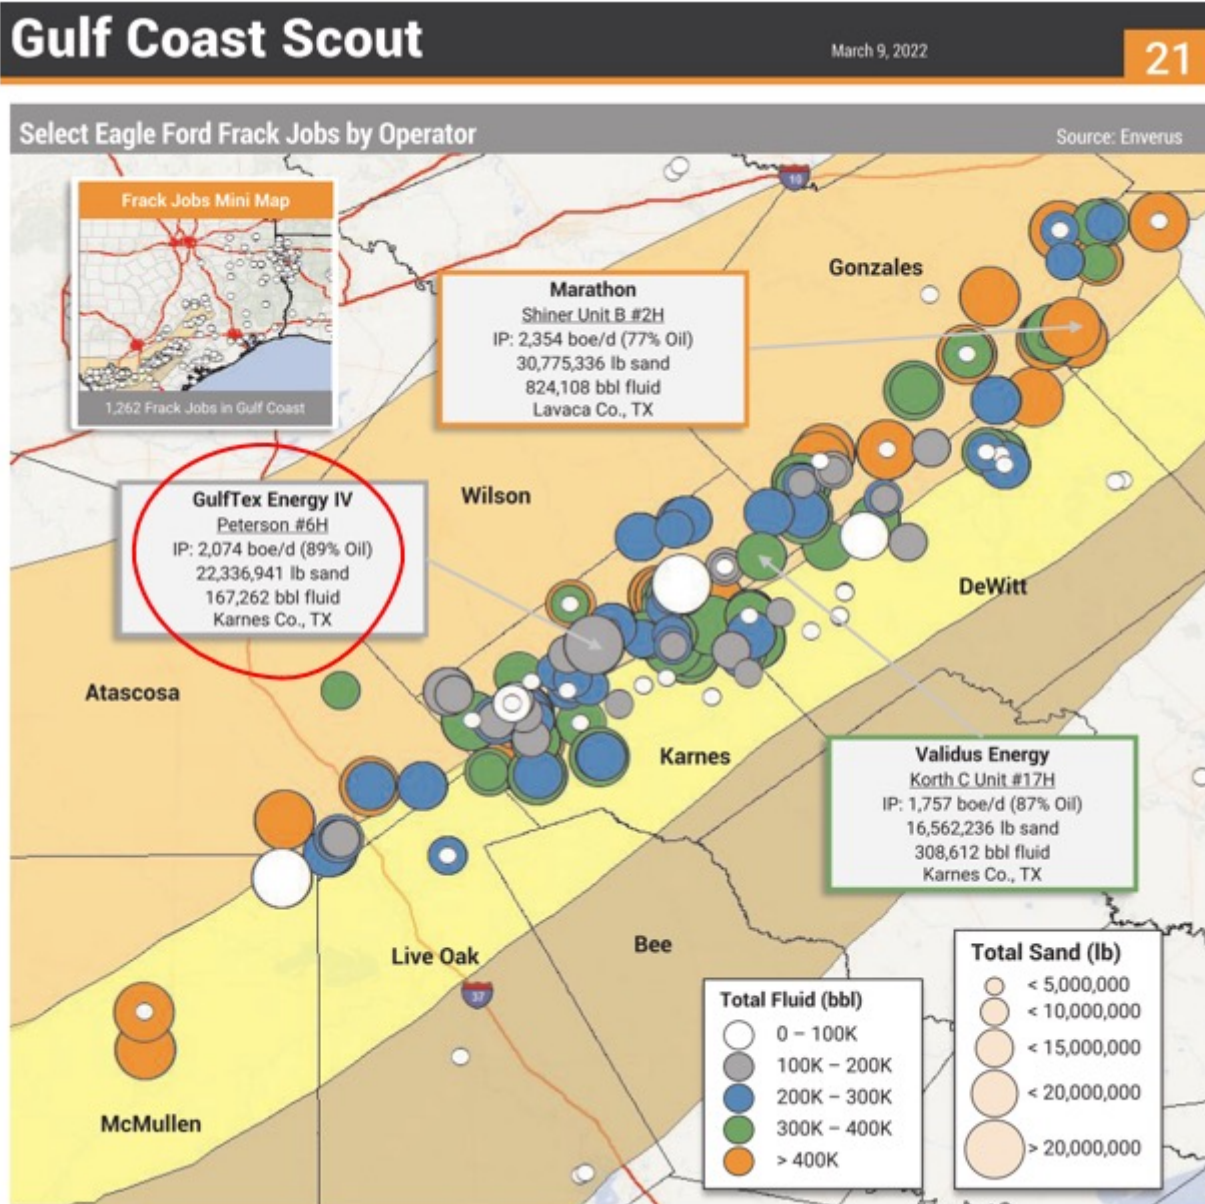 Gulf Coast Scout
March 9, 2022
21
Select Eagle Ford Frack Jobs by Operator
Source: Enverus
Frack Jobs Mini Map
1,262 Frack Jobs in Gulf Coast
10
Gonzales
Marathon
Shiner Unit B #2H
IP: 2,354 boe/d (77% Oil)
30,775,336 lb sand
824,108 bbl fluid
Lavaca Co., TX
Wilson
GulfTex Energy IV
Peterson #6H
IP: 2,074 boe/d (89% Oil)
22,336,941 lb sand
167,262 bbl fluid
Karnes Co., TX
DeWitt
Atascosa
Karnes
Validus Energy
Korth C Unit #17H
IP: 1,757 boe/d (87% Oil)
16,562,236 lb sand
308,612 bbl fluid
Karnes Co., TX
Live Oak
Bee
37
McMullen
Total Fluid (bbl)
0 – 100K
100K – 200K
200K – 300K
300K – 400K
> 400K
Total Sand (lb)
< 5,000,000
< 10,000,000
< 15,000,000
< 20,000,000
> 20,000,000